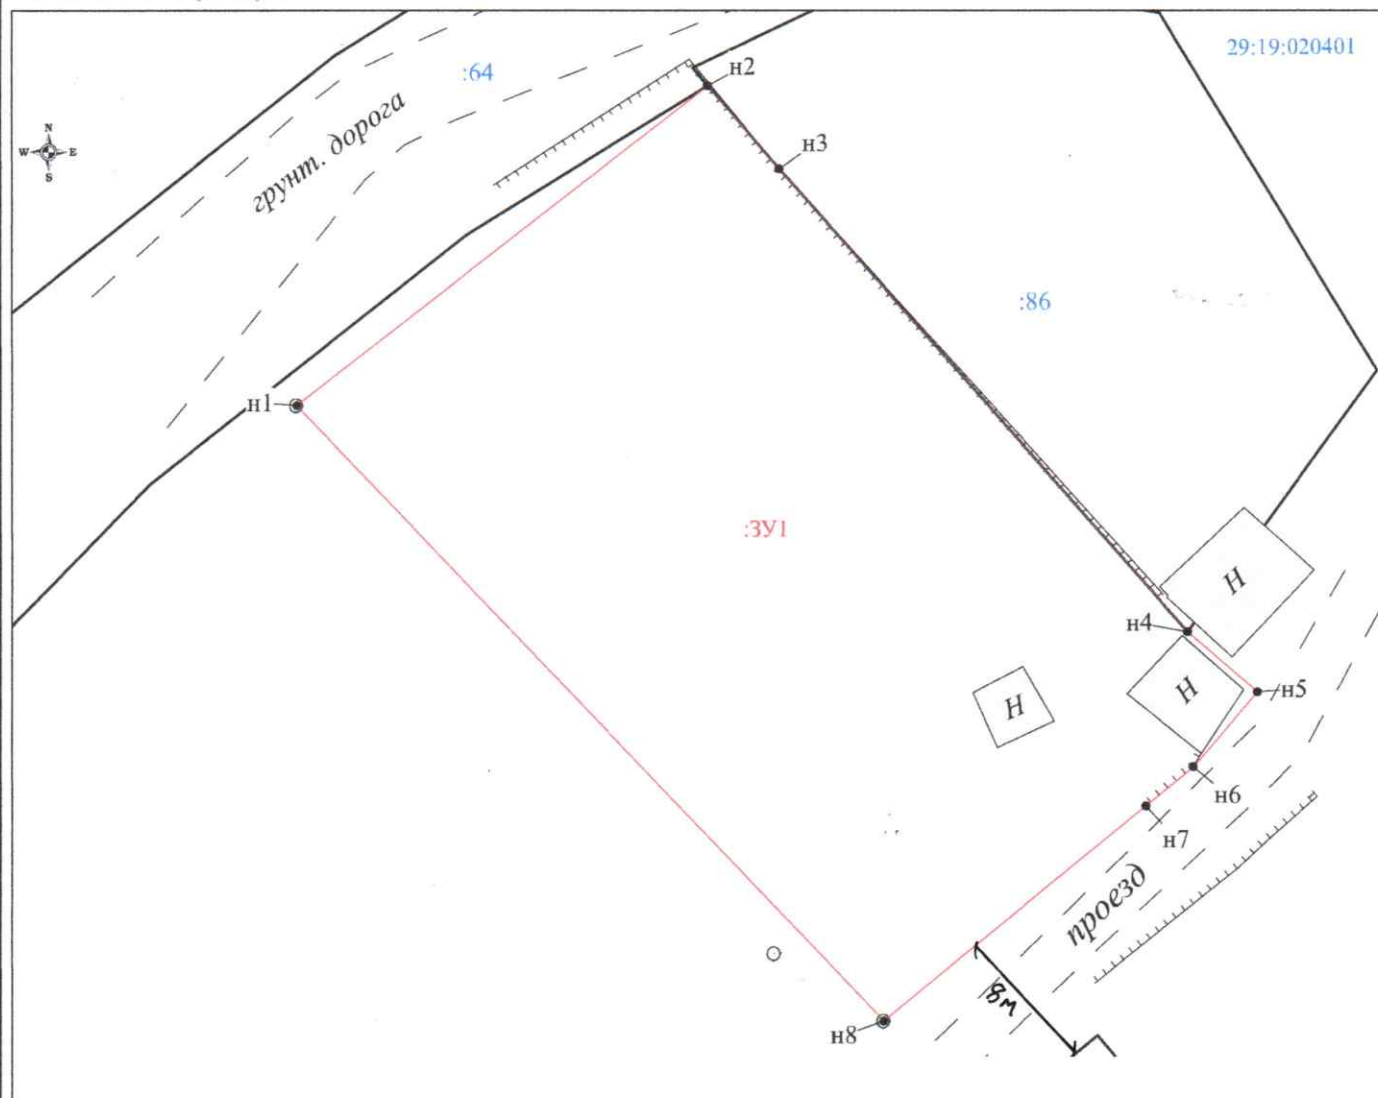 29:19:020401
:64
н2
грунт. дорога
N
W E
S
н3
:86
н1
:ЗУ1
Н
н4
Н
н5
Н
н6
н7
проезд
8м
н8